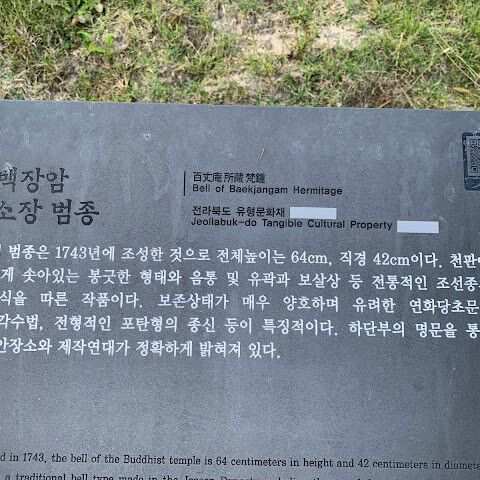 백장암
소장 범종
百丈庵 所藏 梵鐘
Bell of Baekjangam Hermitage
전라북도 유형문화재
Jeollabuk-do Tangible Cultural Property
범종은 1743년에 조성한 것으로 전체높이는 64cm, 직경 42cm이다. 천판에
게 솟아있는 봉긋한 형태와 음통 및 유곽과 보살상 등 전통적인 조선종
식을 따른 작품이다. 보존상태가 매우 양호하며 유려한 연화당초문
각수법, 전형적인 포탄형의 종신 등이 특징적이다. 하단부의 명문을 통
안장소와 제작연대가 정확하게 밝혀져 있다.
d in 1743, the bell of the Buddhist temple is 64 centimeters in height and 42 centimeters in diamete
a traditional bell type made in the Joseon Dynasty